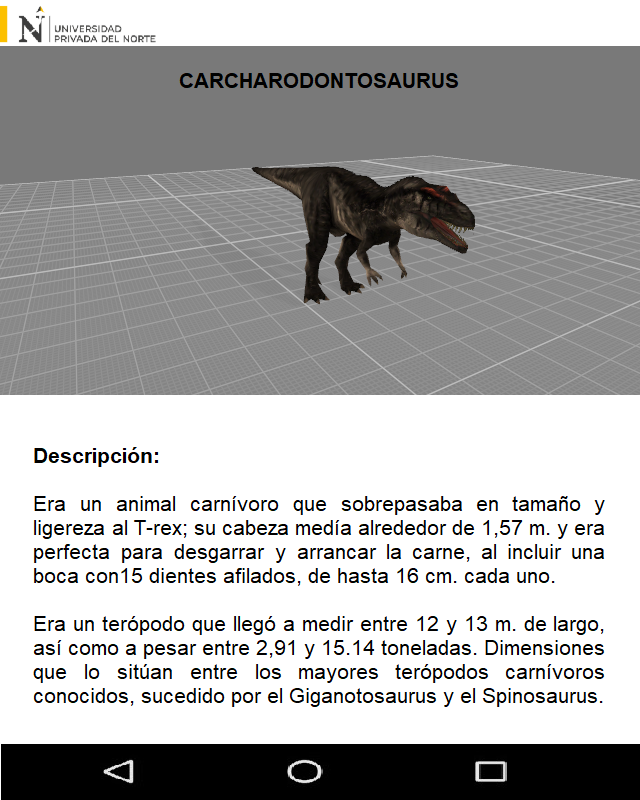 UNIVERSIDAD
PRIVADA DEL NORTE
CARCHARODONTOSAURUS
Descripción:
Era un animal carnívoro que sobrepasaba en tamaño y
ligereza al T-rex; su cabeza medía alrededor de 1,57 m. y era
perfecta para desgarrar y arrancar la carne, al incluir una
boca con15 dientes afilados, de hasta 16 cm. cada uno.
Era un terópodo que llegó a medir entre 12 y 13 m. de largo,
así como a pesar entre 2,91 y 15.14 toneladas. Dimensiones
que lo sitúan entre los mayores terópodos carnívoros
conocidos, sucedido por el Giganotosaurus y el Spinosaurus.